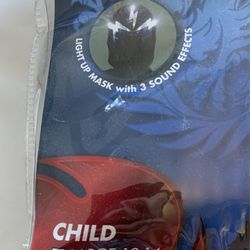 LIGHT UP MASK with 3 SOUND EFFECTS
CHILD